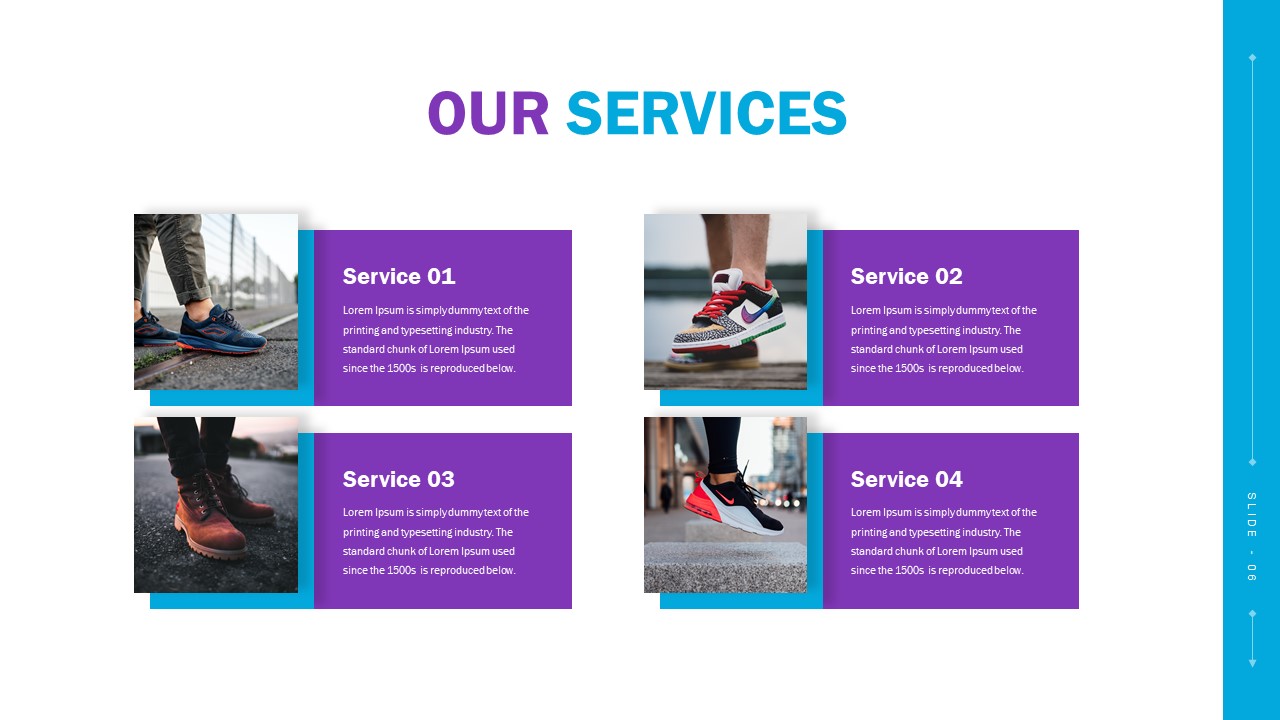 OUR SERVICES
Service 01
Lorem Ipsum is simply dummy text of the
printing and typesetting industry. The
standard chunk of Lorem Ipsum used
since the 1500s is reproduced below.
Service 02
Lorem Ipsum is simply dummy text of the
printing and typesetting industry. The
standard chunk of Lorem Ipsum used
since the 1500s is reproduced below.
Service 03
Lorem Ipsum is simply dummy text of the
printing and typesetting industry. The
standard chunk of Lorem Ipsum used
since the 1500s is reproduced below.
Service 04
Lorem Ipsum is simply dummy text of the
printing and typesetting industry. The
standard chunk of Lorem Ipsum used
since the 1500s is reproduced below.
SLIDE - 06